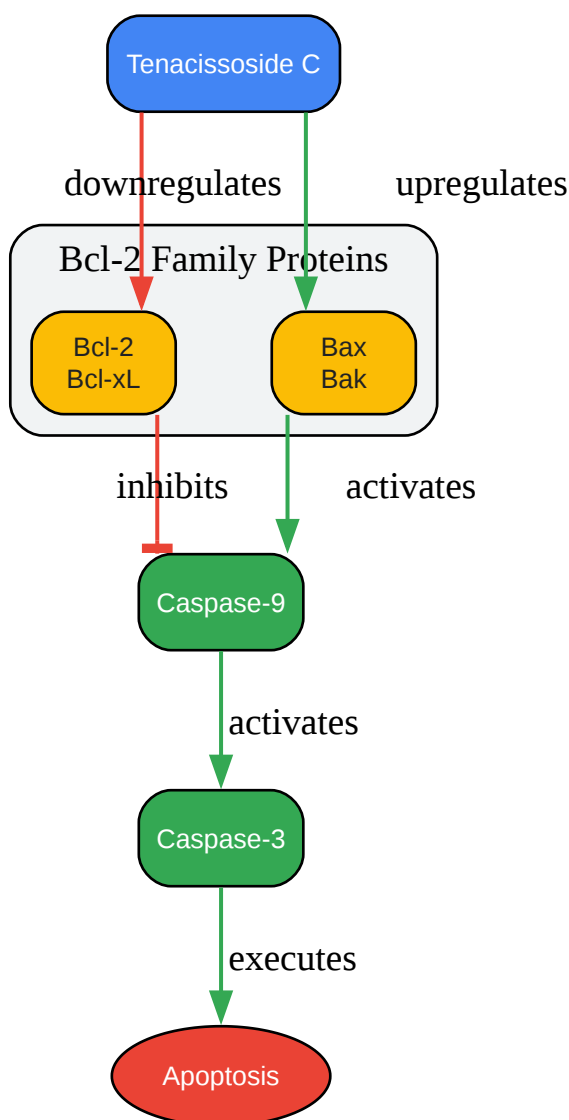 Tenacissoside C
downregulates
upregulates
Bcl-2 Family Proteins
Bcl-2
Bcl-xL
Bax
Bak
inhibits
activates
Caspase-9
activates
Caspase-3
executes
Apoptosis